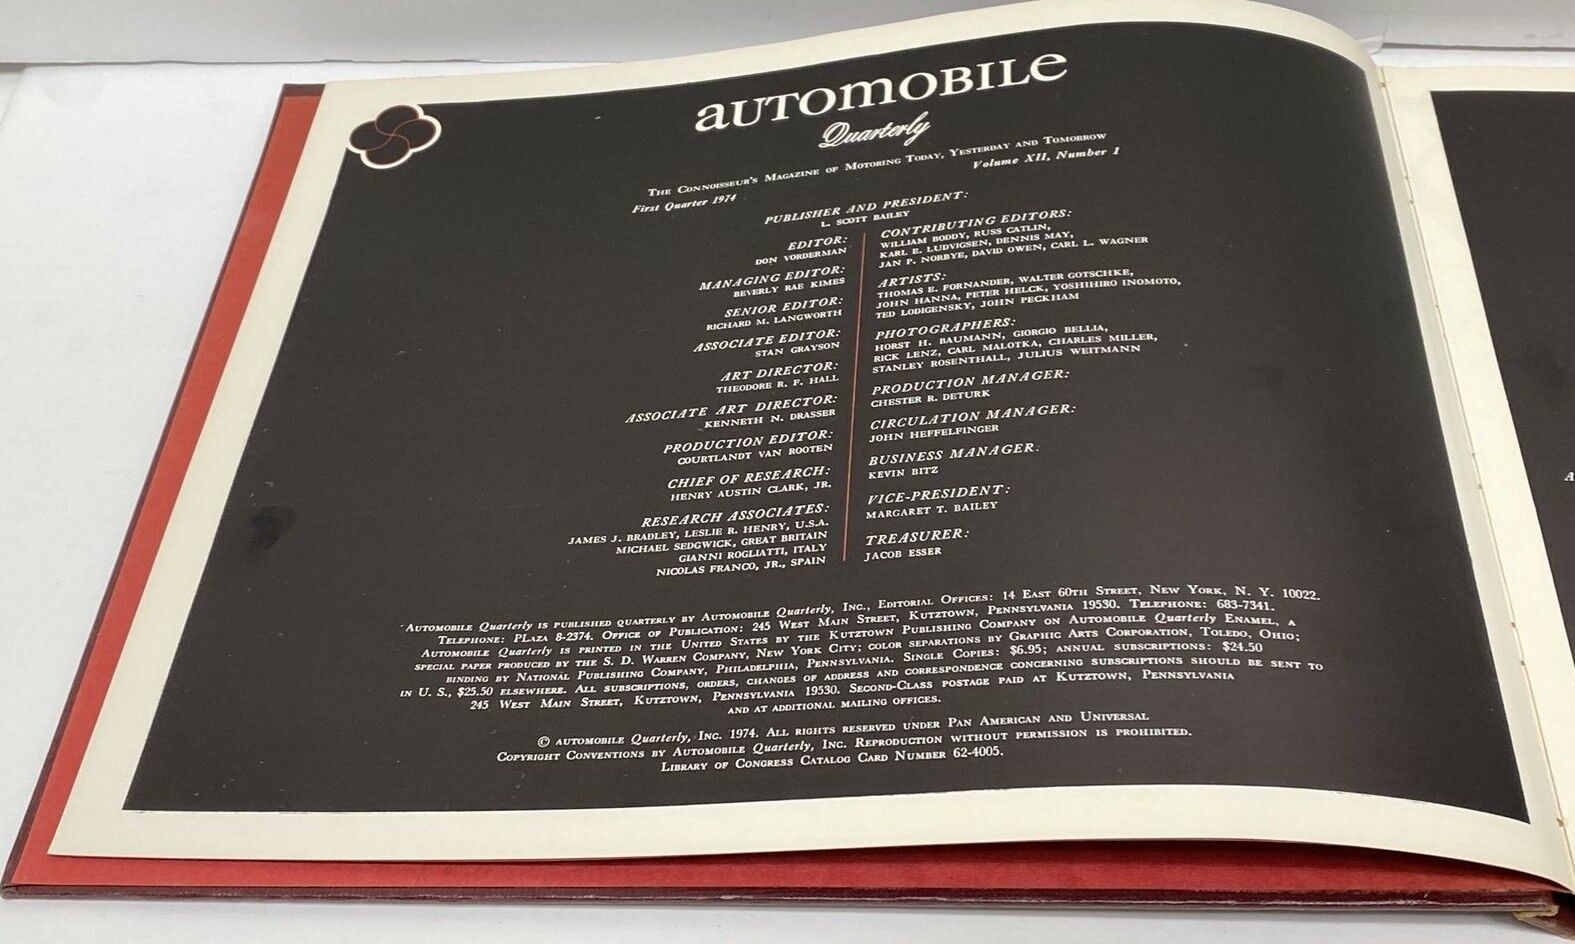 AUTOMOBILE
Quarterly
THE CONNOISSEUR'S MAGAZINE OF MOTORING TODAY, YESTERDAY AND TOMORROW
First Quarter 1974
Volume XII, Number 1
PUBLISHER AND PRESIDENT:
L. SCOTT BAILEY
EDITOR:
DON VORDERMAN
MANAGING EDITOR:
BEVERLY RAE KIMES
SENIOR EDITOR:
RICHARD M. LANGWORTH
ASSOCIATE EDITOR:
STAN GRAYSON
ART DIRECTOR:
THEODORE R. F. HALL
ASSOCIATE ART DIRECTOR:
KENNETH N. DRASSER
PRODUCTION EDITOR:
COURTLANDT VAN ROOTEN
CHIEF OF RESEARCH:
HENRY AUSTIN CLARK, JR.
RESEARCH ASSOCIATES:
JAMES J. BRADLEY, LESLIE R. HENRY, U.S.A.
MICHAEL SEDGWICK, GREAT BRITAIN
GIANNI ROGLIATTI, ITALY
NICOLAS FRANCO, JR., SPAIN
CONTRIBUTING EDITORS:
WILLIAM BODDY, RUSS CATLIN,
KARL E. LUDVIGSEN, DENNIS MAY,
JAN P. NORBYE, DAVID OWEN, CARL L. WAGNER
ARTISTS:
THOMAS E. FORNANDER, WALTER GOTSCHKE,
JOHN HANNA, PETER HELCK, YOSHIHIRO INOMOTO,
TED LODIGENSKY, JOHN PECKHAM
PHOTOGRAPHERS:
HORST H. BAUMANN, GIORGIO BELLIA,
RICK LENZ, CARL MALOTKA, CHARLES MILLER,
STANLEY ROSENTHALL, JULIUS WEITMANN
PRODUCTION MANAGER:
CHESTER R. DETURK
CIRCULATION MANAGER:
JOHN HEFFELFINGER
BUSINESS MANAGER:
KEVIN BITZ
VICE-PRESIDENT:
MARGARET T. BAILEY
TREASURER:
JACOB ESSER
AUTOMOBILE Quarterly IS PUBLISHED QUARTERLY BY AUTOMOBILE Quarterly, INC., EDITORIAL OFFICES: 14 EAST 60TH STREET, NEW YORK, N. Y. 10022.
TELEPHONE: PLAZA 8-2374. OFFICE OF PUBLICATION: 245 WEST MAIN STREET, KUTZTOWN, PENNSYLVANIA 19530. TELEPHONE: 683-7341.
AUTOMOBILE Quarterly IS PRINTED IN THE UNITED STATES BY THE KUTZTOWN PUBLISHING COMPANY ON AUTOMOBILE Quarterly ENAMEL, A
SPECIAL PAPER PRODUCED BY THE S. D. WARREN COMPANY, NEW YORK CITY; COLOR SEPARATIONS BY GRAPHIC ARTS CORPORATION, TOLEDO, OHIO;
BINDING BY NATIONAL PUBLISHING COMPANY, PHILADELPHIA, PENNSYLVANIA. SINGLE COPIES: $6.95; ANNUAL SUBSCRIPTIONS: $24.50
IN U. S., $25.50 ELSEWHERE. ALL SUBSCRIPTIONS, ORDERS, CHANGES OF ADDRESS AND CORRESPONDENCE CONCERNING SUBSCRIPTIONS SHOULD BE SENT TO
245 WEST MAIN STREET, KUTZTOWN, PENNSYLVANIA 19530. SECOND-CLASS POSTAGE PAID AT KUTZTOWN, PENNSYLVANIA
AND AT ADDITIONAL MAILING OFFICES.
© AUTOMOBILE Quarterly, INC. 1974. ALL RIGHTS RESERVED UNDER PAN AMERICAN AND UNIVERSAL
COPYRIGHT CONVENTIONS BY AUTOMOBILE Quarterly, INC. REPRODUCTION WITHOUT PERMISSION IS PROHIBITED.
LIBRARY OF CONGRESS CATALOG CARD NUMBER 62-4005.